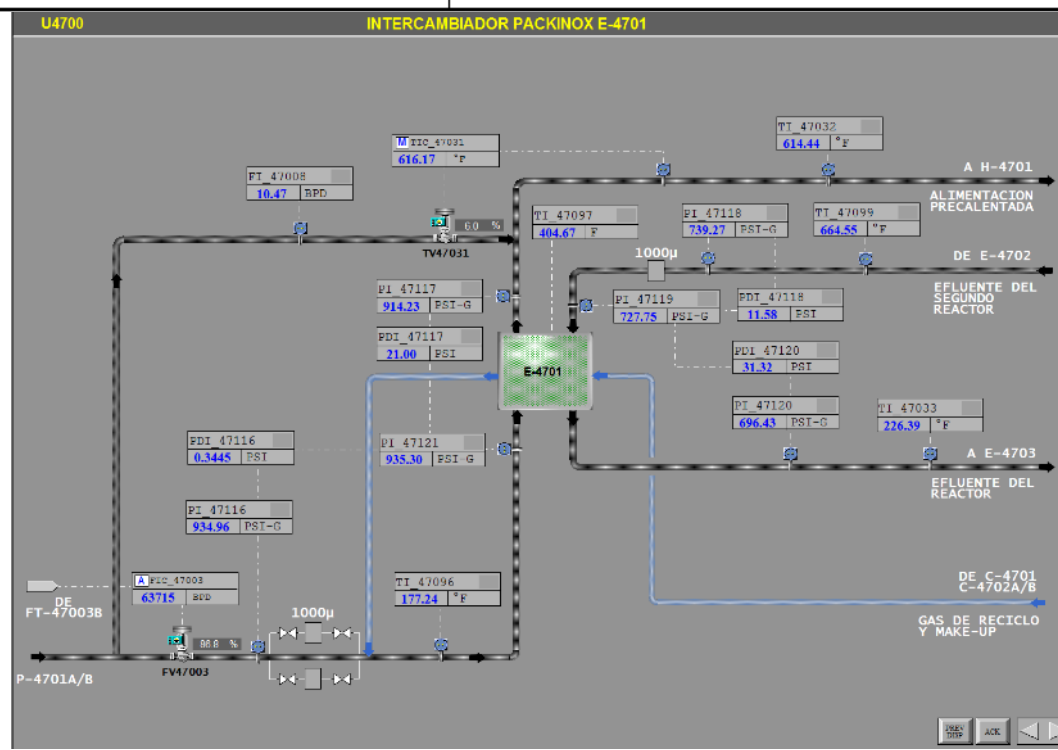 U4700
INTERCAMBIADOR PACKINOX E-4701
TI_47032
614.44 °F
M TIC_47031
616.17 °F
A H-4701
ALIMENTACION
PRECALENTADA
FI_47008
10.47 BPD
TI_47097
404.67 F
PI_47118
739.27 PSI-G
TI_47099
664.55 °F
6.0 %
TV47031
1000µ
DE E-4702
EFLUENTE DEL
SEGUNDO
REACTOR
PI_47117
914.23 PSI-G
PI_47119
727.75 PSI-G
PDI_47118
11.58 PSI
PDI_47117
21.00 PSI
E-4701
PDI_47120
31.32 PSI
PI_47120
696.43 PSI-G
TI_47033
226.39 °F
PDI_47116
0.3445 PSI
PI_47121
935.30 PSI-G
A E-4703
EFLUENTE DEL
REACTOR
PI_47116
934.96 PSI-G
DE
FT-47003B
A FIC_47003
63715 BPD
TI_47096
177.24 °F
DE C-4701
C-4702A/B
GAS DE RECICLO
Y MAKE-UP
1000µ
86.8 %
FV47003
P-4701A/B
PREV
DISP
ACK